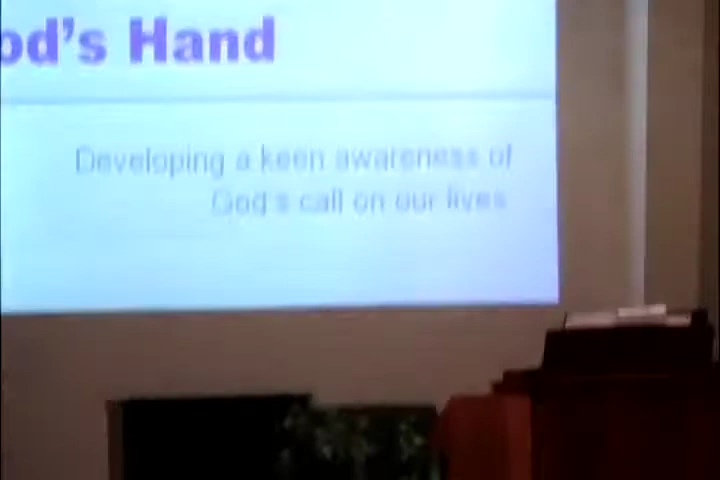 od's Hand
Developing a keen awareness of
God's call on our lives